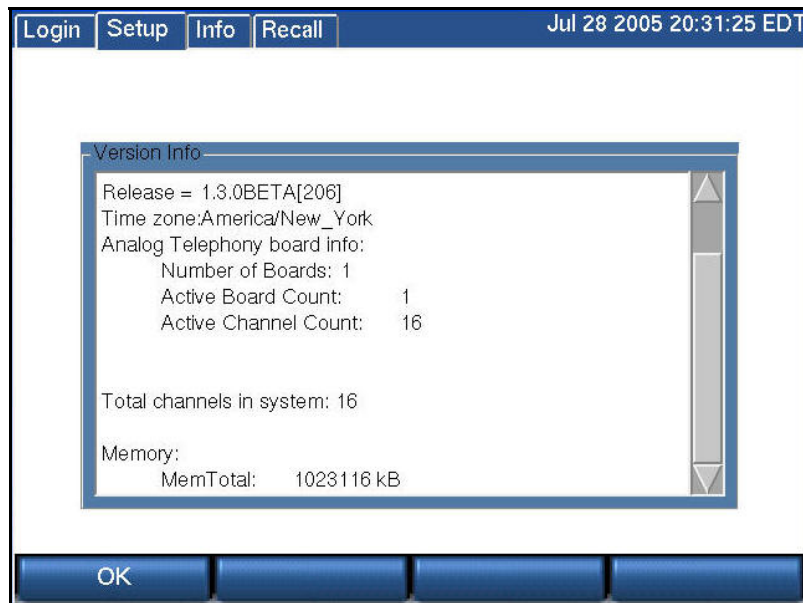 Login Setup Info Recall Jul 28 2005 20:31:25 EDT
Version Info
Release = 1.3.0BETA[206]
Time zone:America/New_York
Analog Telephony board info:
Number of Boards: 1
Active Board Count: 1
Active Channel Count: 16
Total channels in system: 16
Memory:
MemTotal: 1023116 kB
OK